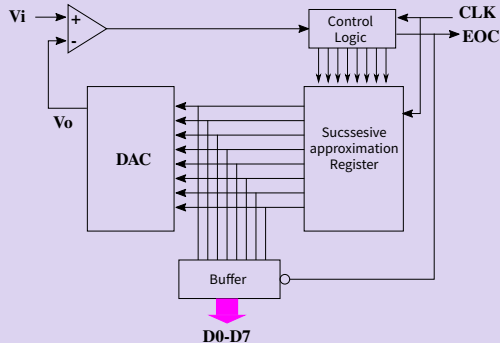 Vi
+
-
Control
Logic
CLK
EOC
Vo
DAC
Sucssesive
approximation
Register
Buffer
D0-D7